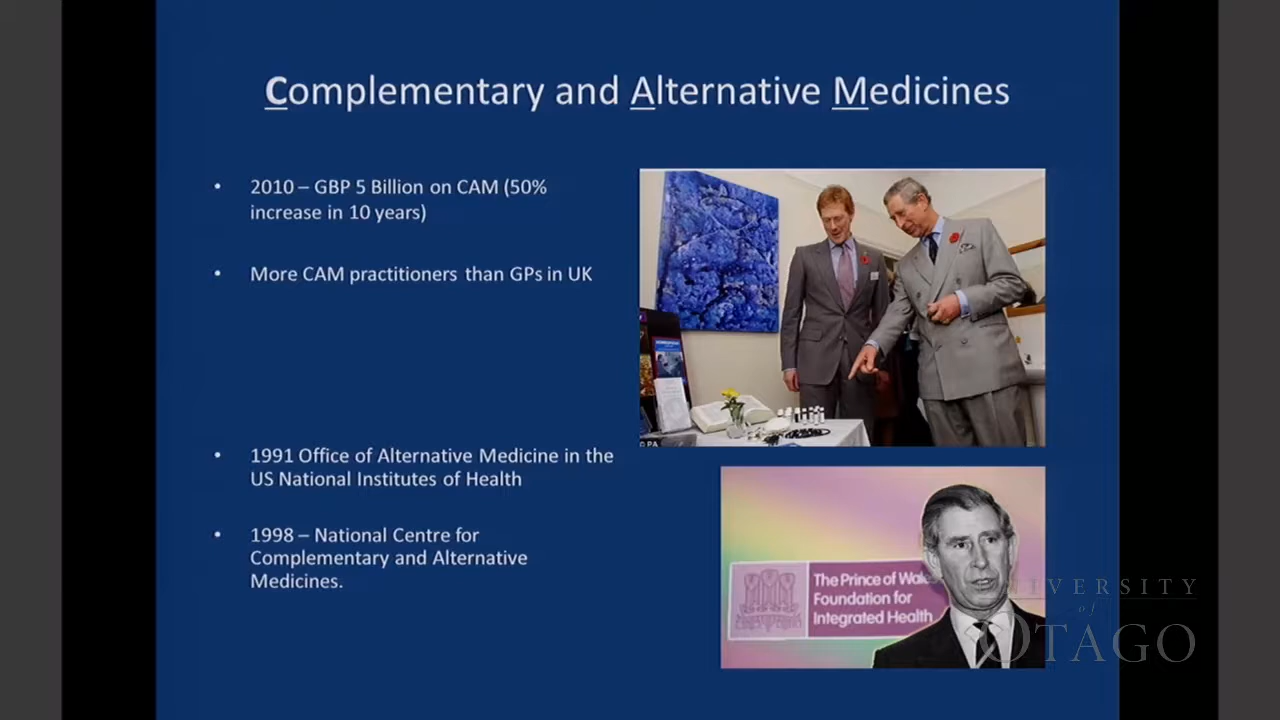 Complementary and Alternative Medicines
• 2010 – GBP 5 Billion on CAM (50%
increase in 10 years)
• More CAM practitioners than GPs in UK
• 1991 Office of Alternative Medicine in the
US National Institutes of Health
• 1998 – National Centre for
Complementary and Alternative
Medicines.
© PA
The Prince of Wales
Foundation for
Integrated Health
UNIVERSITY
of
OTAGO